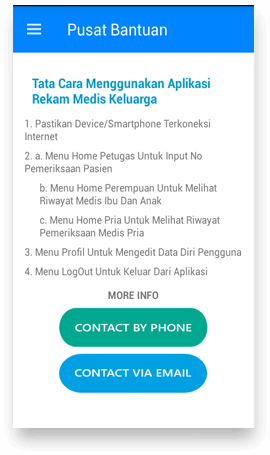 Pusat Bantuan
Tata Cara Menggunakan Aplikasi
Rekam Medis Keluarga
1. Pastikan Device/Smartphone Terkoneksi
Internet
2. a. Menu Home Petugas Untuk Input No
Pemeriksaan Pasien
b. Menu Home Perempuan Untuk Melihat
Riwayat Medis Ibu Dan Anak
c. Menu Home Pria Untuk Melihat Riwayat
Pemeriksaan Medis Pria
3. Menu Profil Untuk Mengedit Data Diri Pengguna
4. Menu LogOut Untuk Keluar Dari Aplikasi
MORE INFO
CONTACT BY PHONE
CONTACT VIA EMAIL